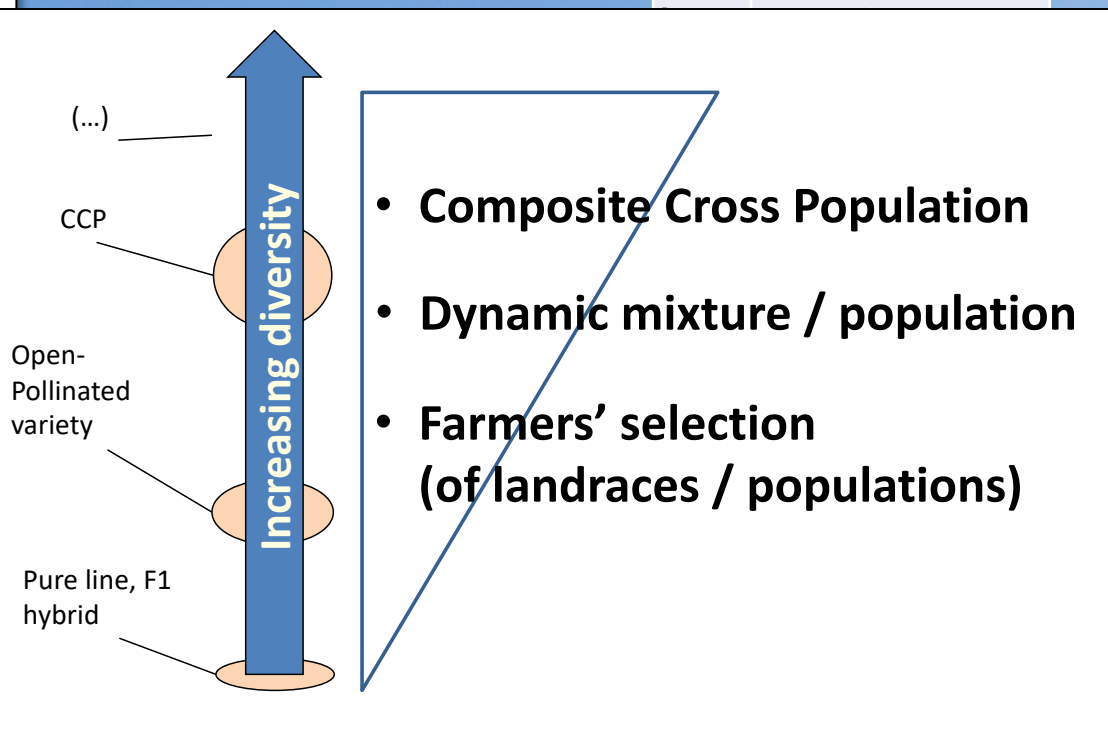 (…)
CCP
Open-
Pollinated
variety
Pure line, F1
hybrid
Increasing diversity
• Composite Cross Population
• Dynamic mixture / population
• Farmers’ selection
(of landraces / populations)